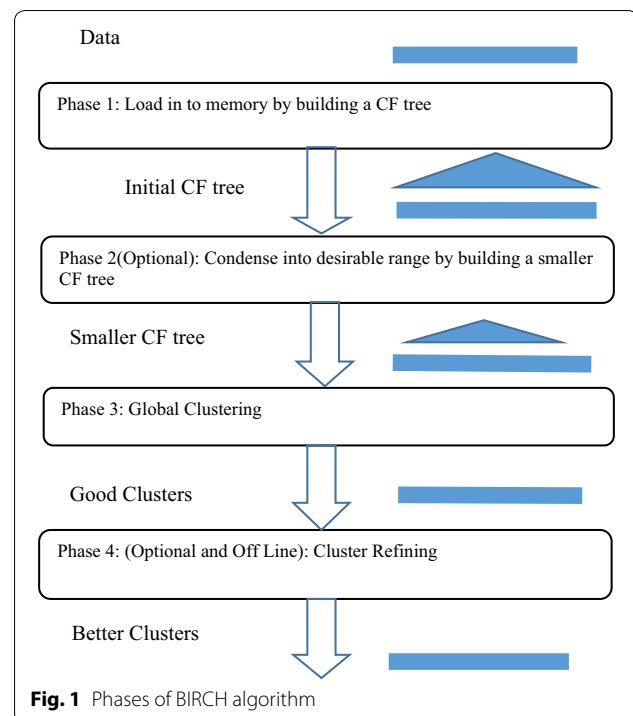 Data
Phase 1: Load in to memory by building a CF tree
Initial CF tree
Phase 2(Optional): Condense into desirable range by building a smaller
CF tree
Smaller CF tree
Phase 3: Global Clustering
Good Clusters
Phase 4: (Optional and Off Line): Cluster Refining
Better Clusters
Fig. 1 Phases of BIRCH algorithm